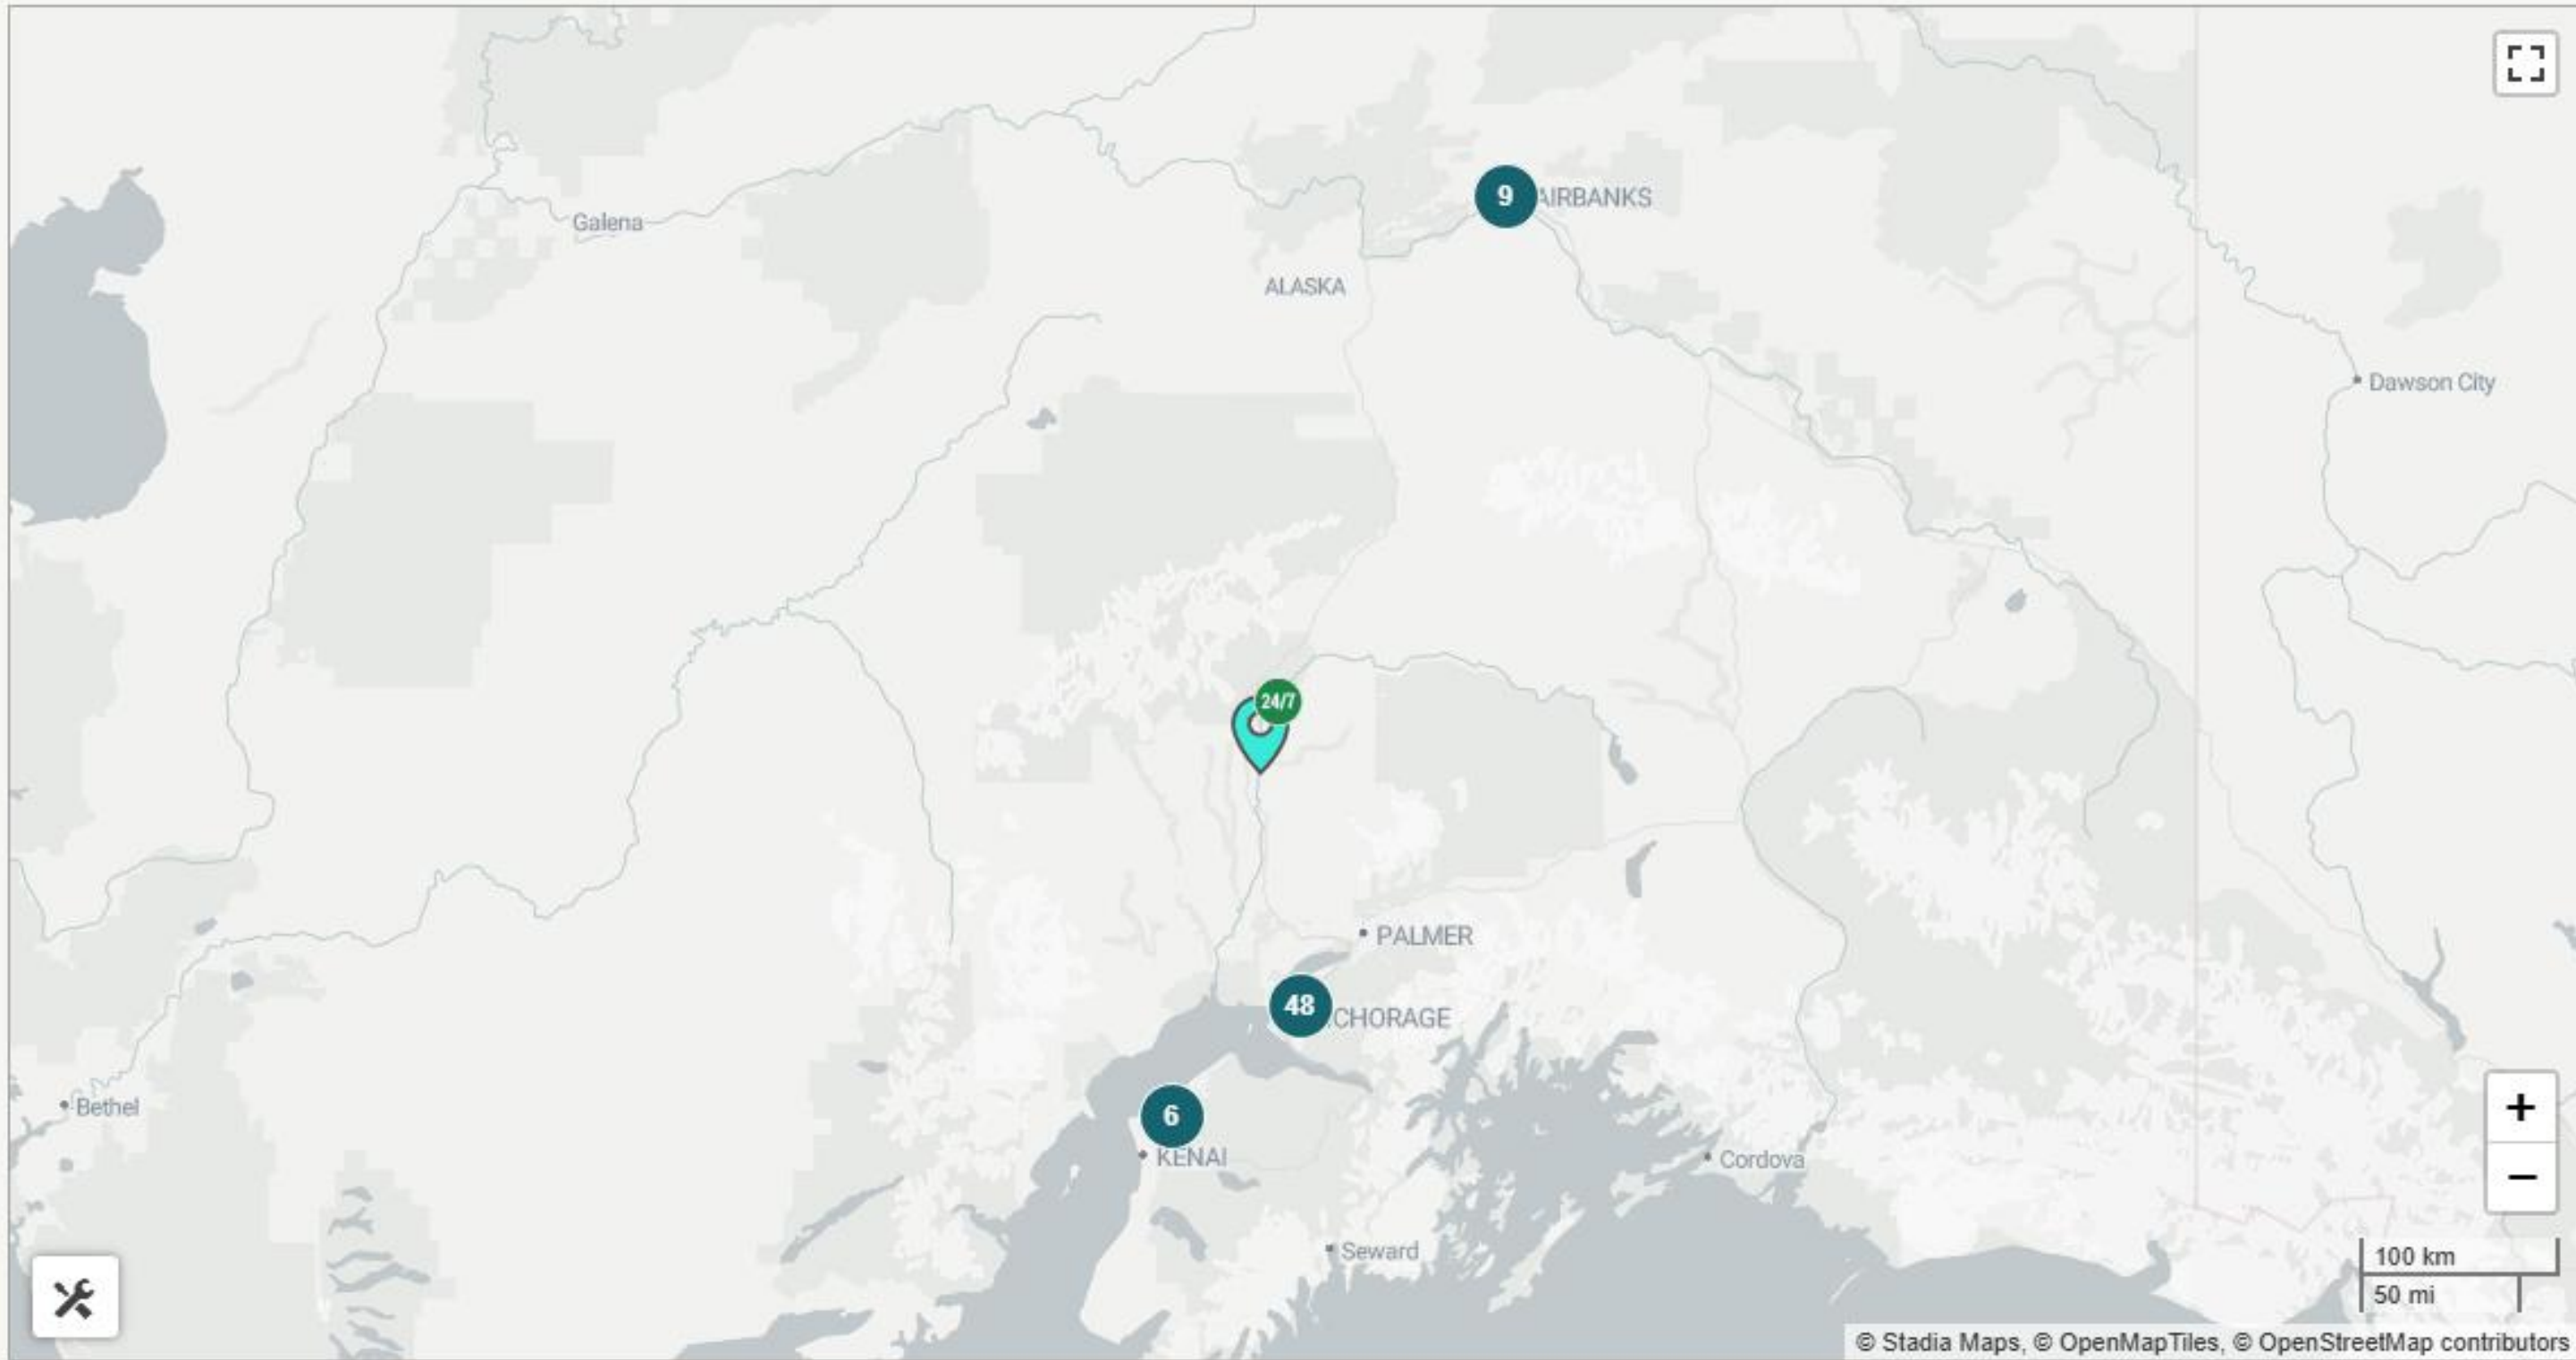 9
AIRBANKS
Galena
ALASKA
Dawson City
24/7
PALMER
48
CHORAGE
Bethel
6
KENAI
Cordova
Seward
+
−
100 km
50 mi
© Stadia Maps, © OpenMapTiles, © OpenStreetMap contributors